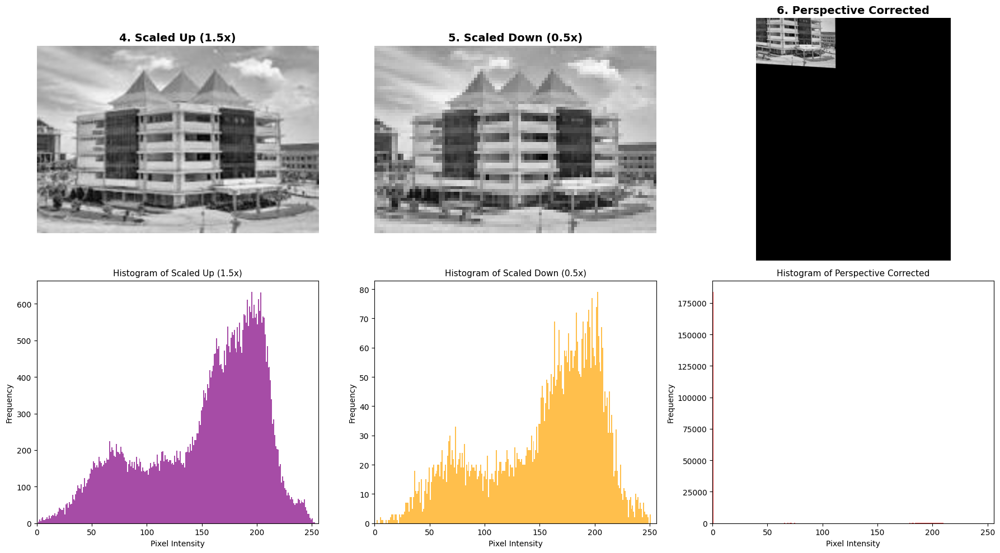 4. Scaled Up (1.5x)
5. Scaled Down (0.5x)
6. Perspective Corrected
Histogram of Scaled Up (1.5x)
600
500
400
300
200
100
0
Frequency
0 50 100 150 200 250
Pixel Intensity
Histogram of Scaled Down (0.5x)
80
70
60
50
40
30
20
10
0
Frequency
0 50 100 150 200 250
Pixel Intensity
Histogram of Perspective Corrected
175000
150000
125000
100000
75000
50000
25000
0
Frequency
0 50 100 150 200 250
Pixel Intensity